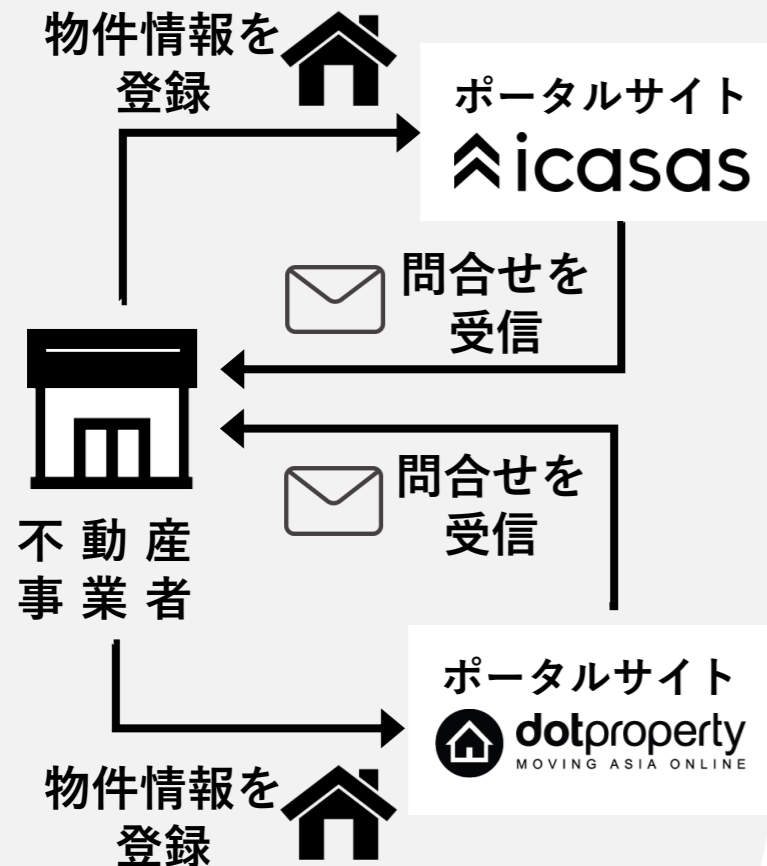 物件情報を
登録
ポータルサイト
icasas
問合せを
受信
問合せを
受信
不動産
事業者
ポータルサイト
dotproperty
MOVING ASIA ONLINE
物件情報を
登録